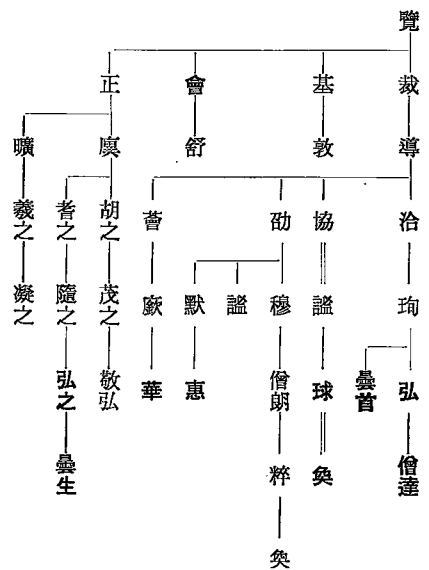 覽
裁 基 會 正
導 敦 舒 廙 曠
洽 協 劭 薈 胡之 耆之 羲之
珣 謐 穆 謐 默 廞 茂之 隨之 凝之
弘 曇首 球 僧朗 惠 華 敬弘 弘之
僧達 奐 粹 曇生
奐